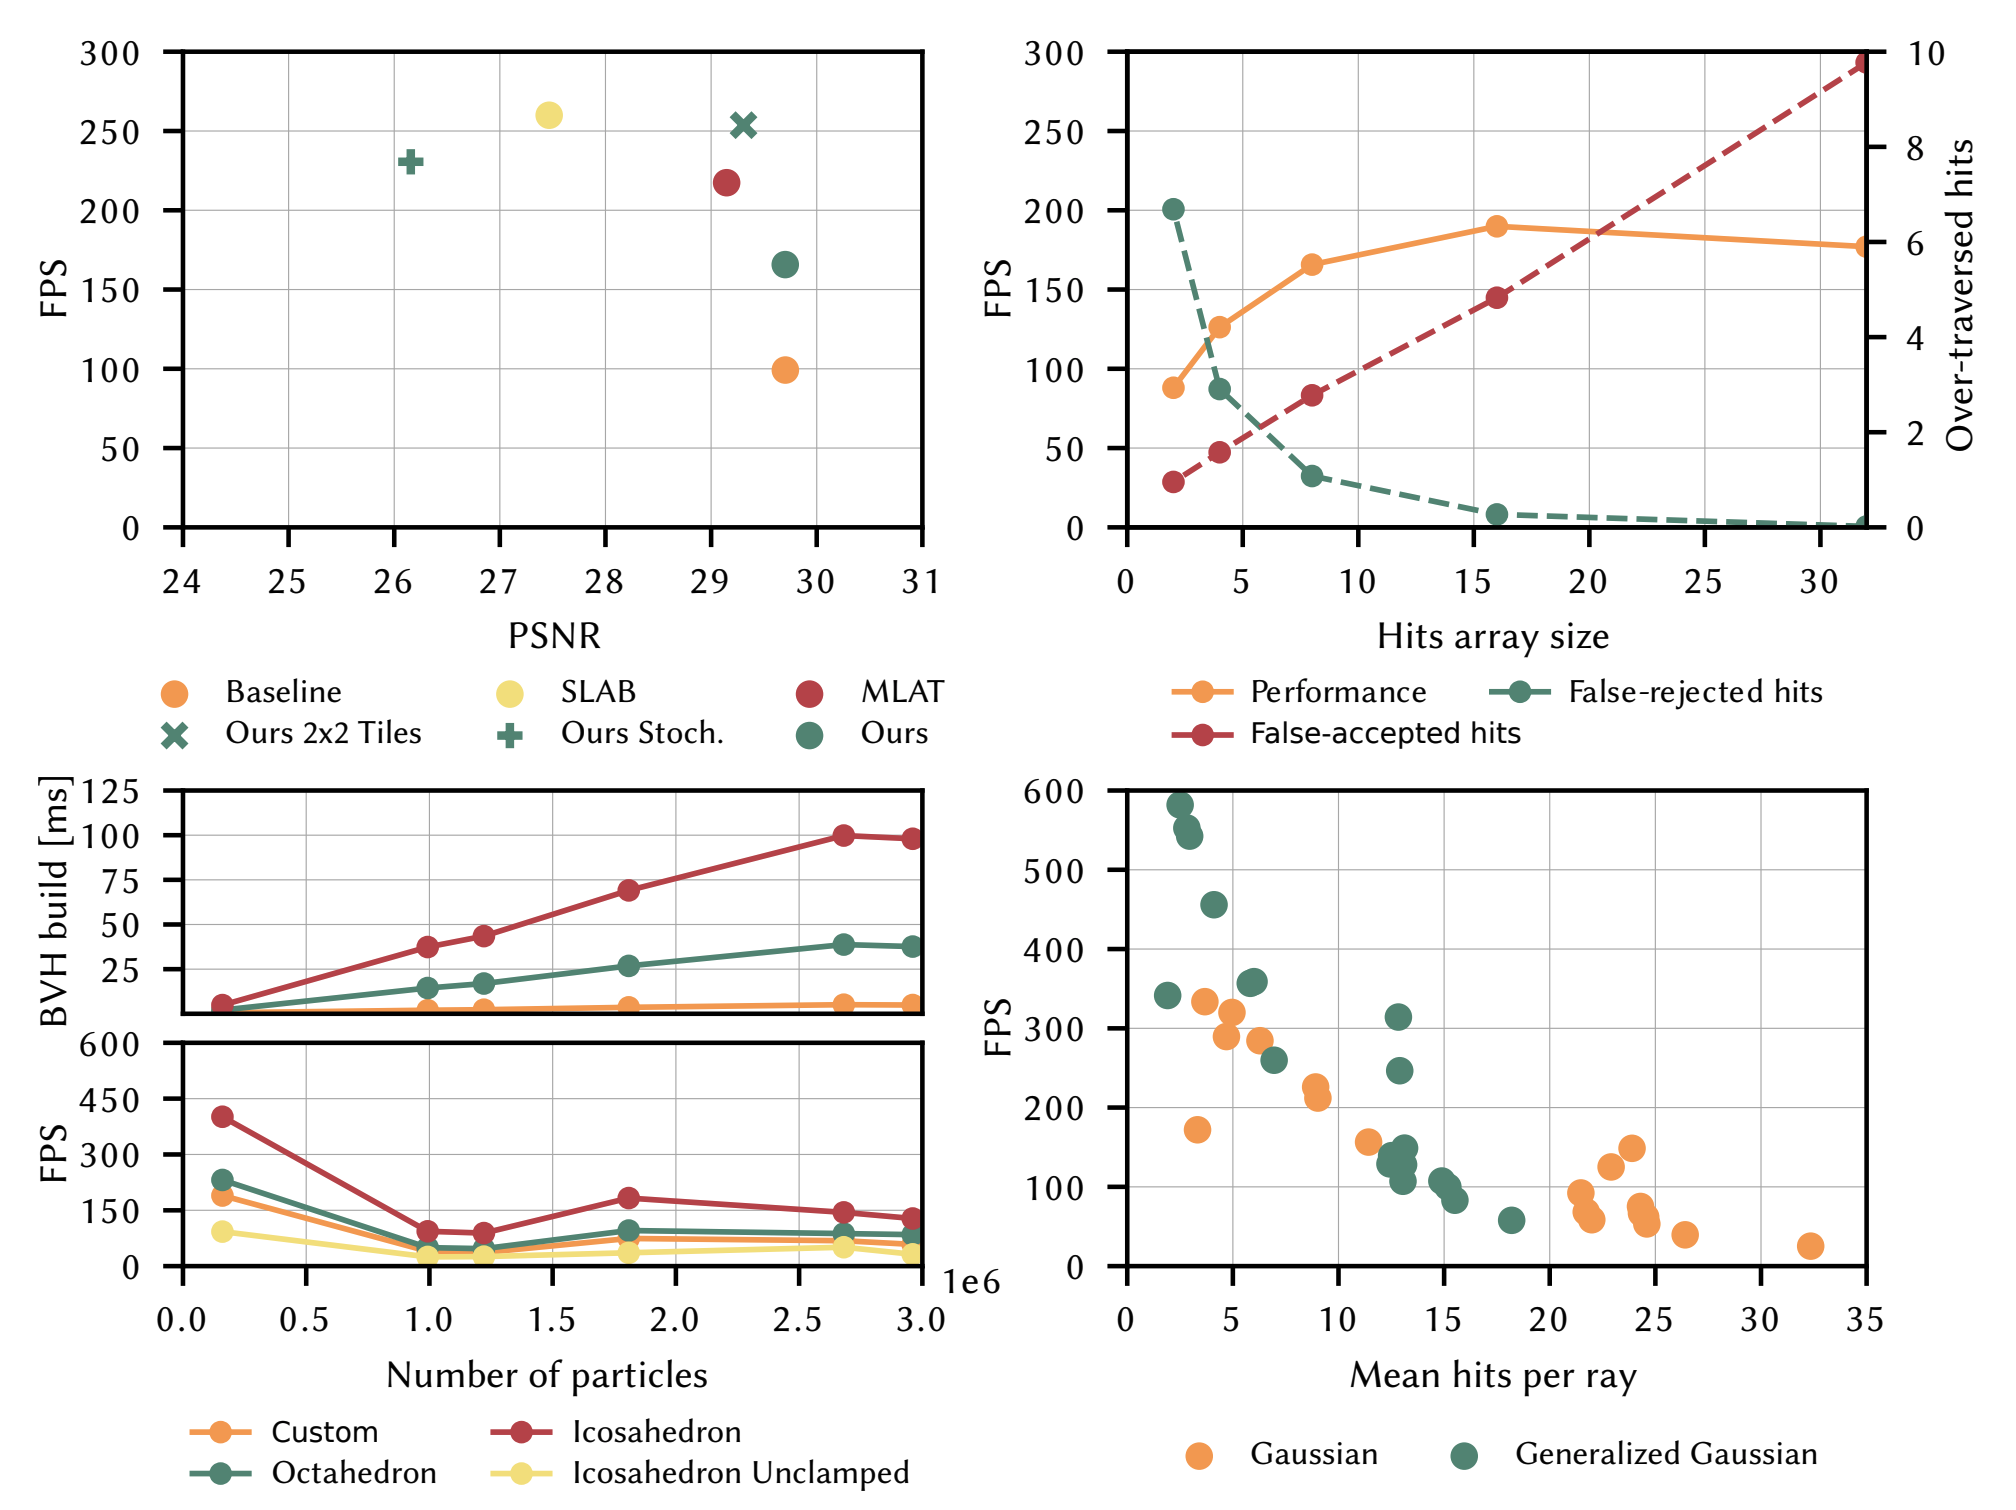 300
250
200
150
100
50
0
FPS
24 25 26 27 28 29 30 31
PSNR
Baseline SLAB MLAT
Ours 2x2 Tiles Ours Stoch. Ours
300
250
200
150
100
50
0
FPS
10
8
6
4
2
0
Over-traversed hits
0 5 10 15 20 25 30
Hits array size
Performance False-rejected hits
False-accepted hits
125
100
75
50
25
BVH build [ms]
600
450
300
150
0
FPS
1e6
0.0 0.5 1.0 1.5 2.0 2.5 3.0
Number of particles
Custom Icosahedron
Octahedron Icosahedron Unclamped
600
500
400
300
200
100
0
FPS
0 5 10 15 20 25 30 35
Mean hits per ray
Gaussian Generalized Gaussian